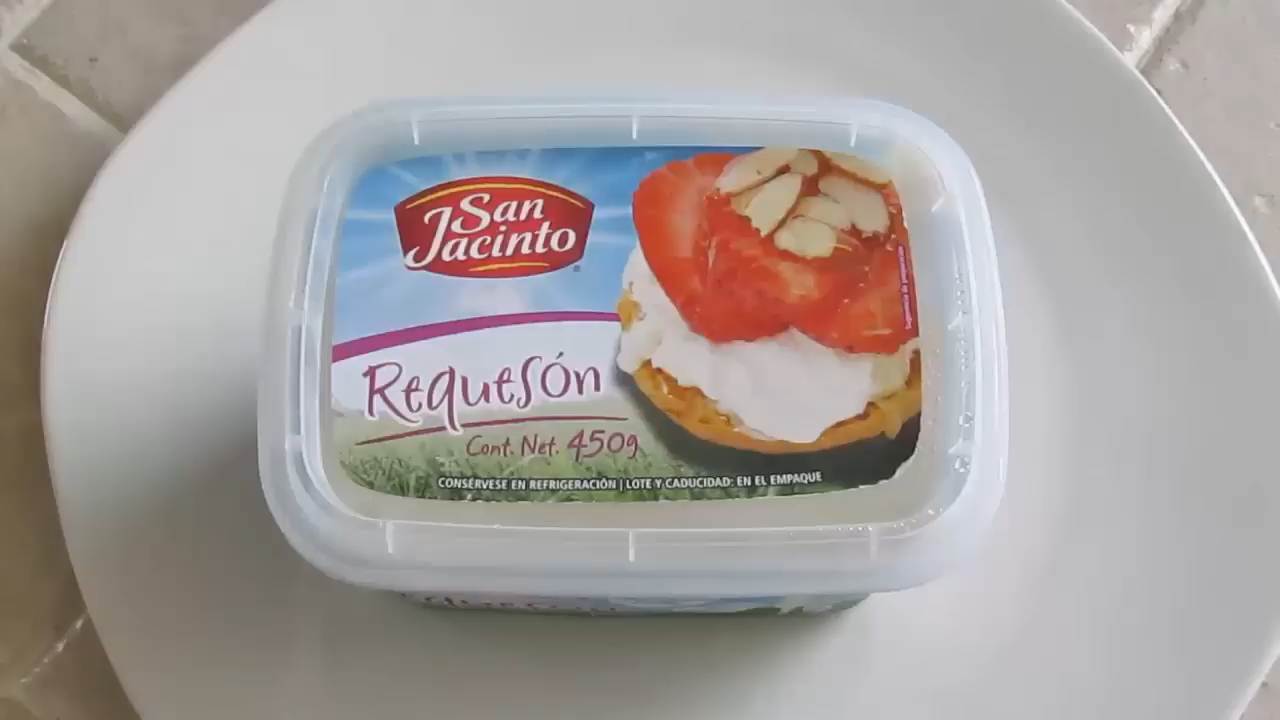 San
Jacinto
Requesón
Cont. Net. 450g
CONSÉRVESE EN REFRIGERACIÓN | LOTE Y CADUCIDAD: EN EL EMPAQUE